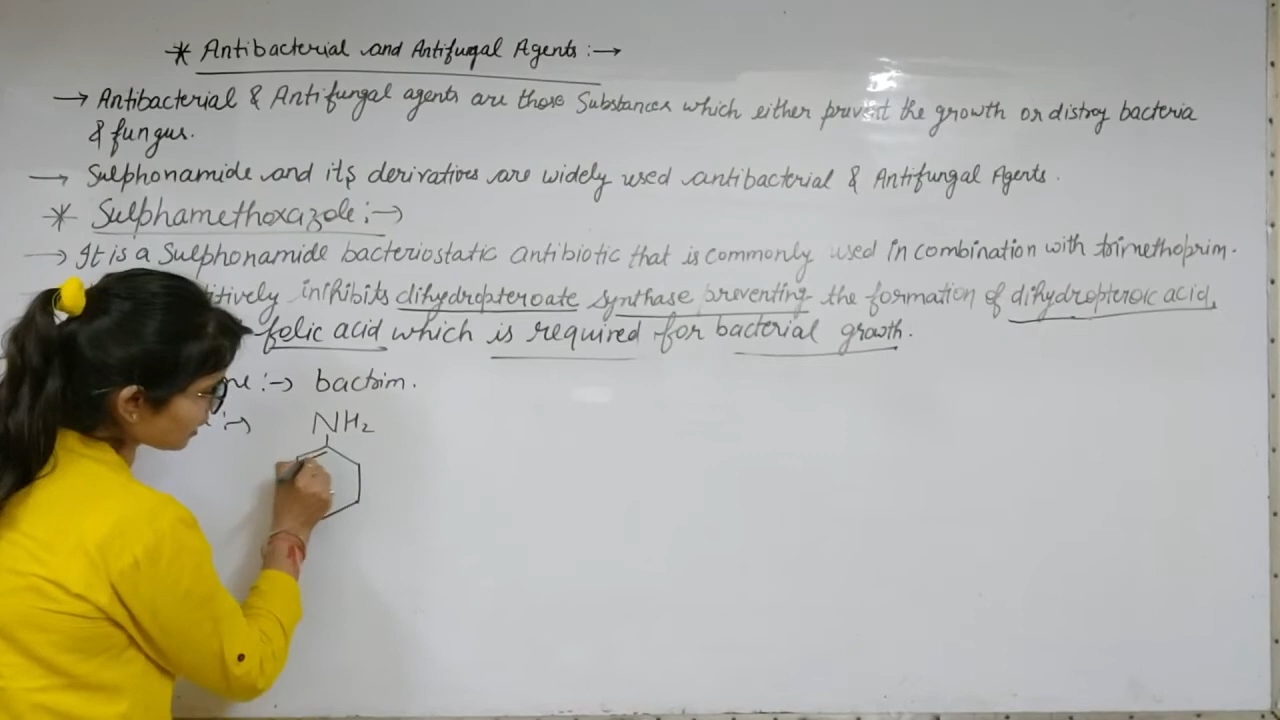 * Antibacterial and Antifungal Agents :→
→ Antibacterial & Antifungal agents are those Substances which either prevent the growth or distroy bacteria
& fungus.
→ Sulphonamide and its derivatives are widely used antibacterial & Antifungal Agents.
* Sulphamethoxazole :→
→ It is a Sulphonamide bacteriostatic antibiotic that is commonly used in combination with trimethoprim.
inhibits dihydropteroate synthase preventing the formation of dihydropteroic acid,
folic acid which is required for bacterial growth.
:→ bactrim.
:→ NH2